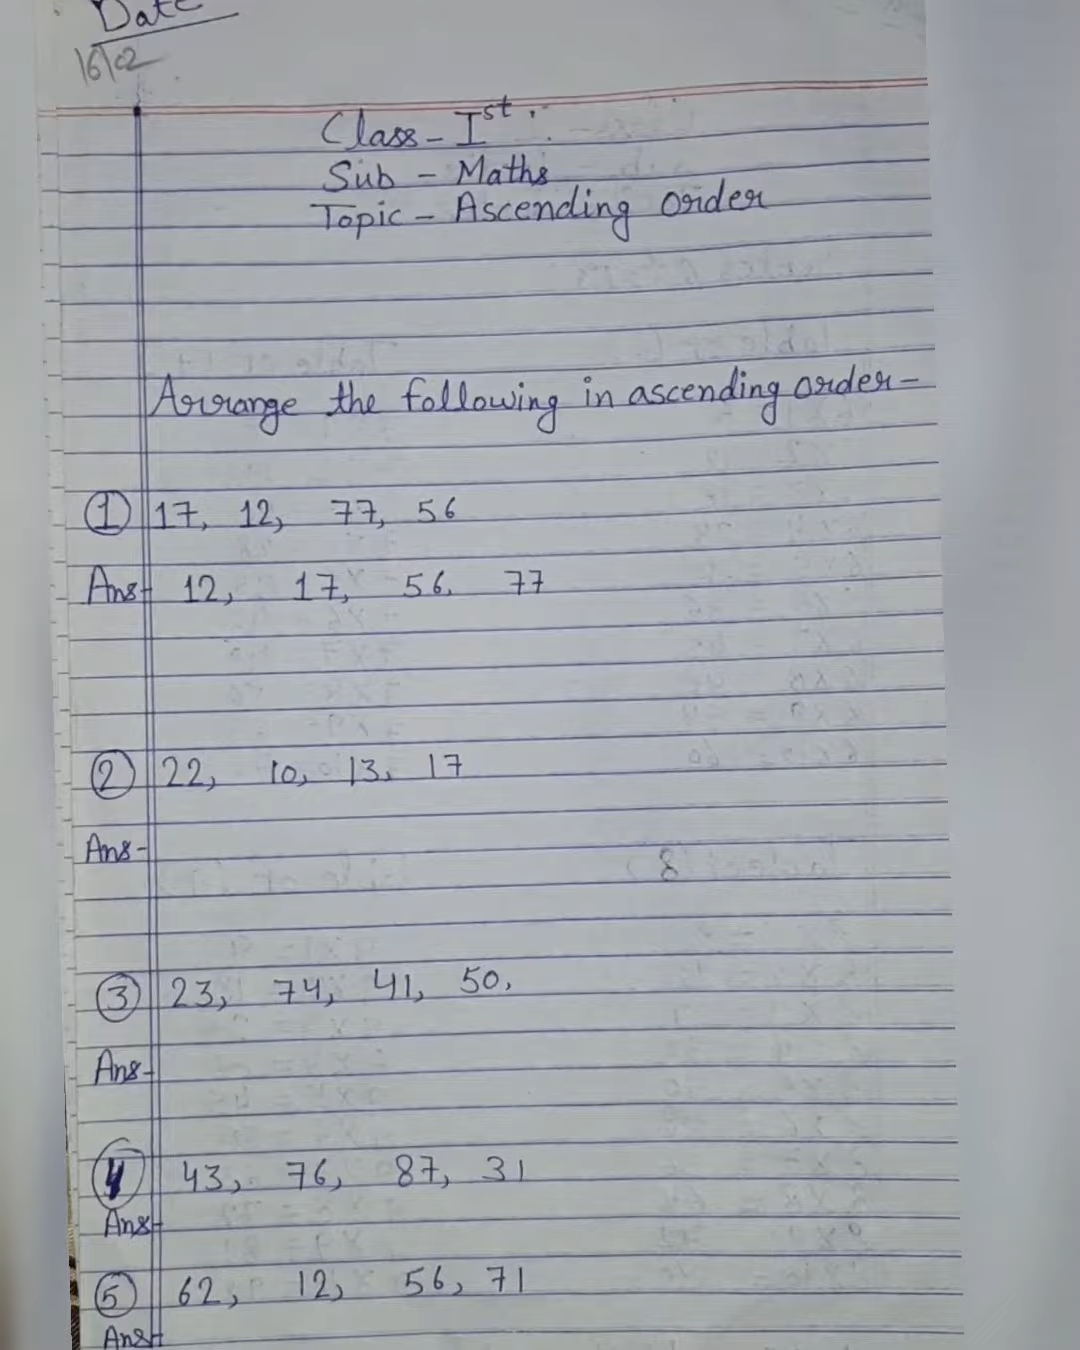 Date
16/02
Class - Ist.
Sub - Maths
Topic - Ascending order
Arrange the following in ascending order -
① 17, 12, 77, 56
Ans- 12, 17, 56, 77
② 22, 10, 13, 17
Ans-
③ 23, 74, 41, 50,
Ans-
④ 43, 76, 87, 31
Ans-
⑤ 62, 12, 56, 71
Ans-